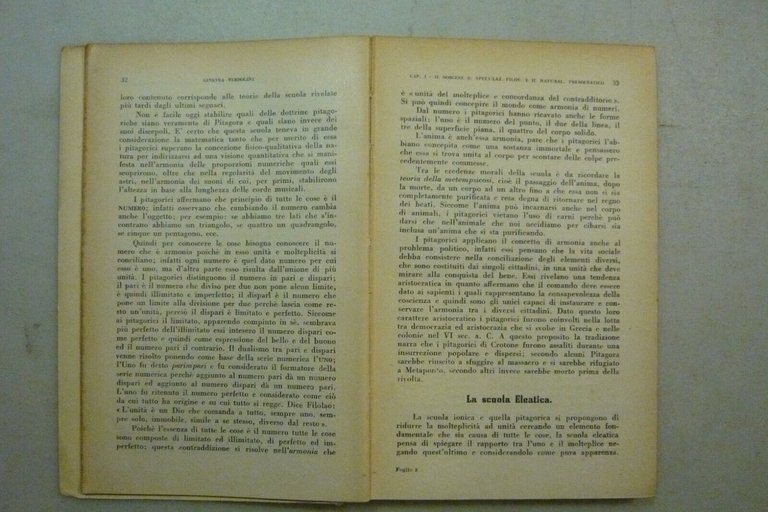 32 GINEVRA VERDOLINI
loro contenuto corrisponde alle teorie della scuola rivelate
più tardi dagli ultimi seguaci.
Non è facile oggi stabilire quali delle dottrine pitago-
riche siano veramente di Pitagora e quali siano invece dei
suoi discepoli. E' certo che questa scuola teneva in grande
considerazione la matematica tanto che per merito di essa
i pitagorici superano la concezione fisico-qualitativa della na-
tura per indirizzarsi ad una visione quantitativa che si mani-
festa nell'armonia delle proporzioni numeriche quali essi
scuprirono, oltre che nella regolarità del movimento degli
astri, nell'armonia dei suoni di cui, per primi, stabilirono
l'altezza in base alla lunghezza delle corde musicali.
I pitagorici affermano che principio di tutte le cose è il
NUMERO; infatti osservano che cambiando il numero cambia
anche l'oggetto; per esempio: se abbiamo tre lati che s'in-
contrano abbiamo un triangolo, se quattro un quadrangolo,
se cinque un pentagono, ecc.
Quindi per conoscere le cose bisogna conoscere il nu-
mero che è armonia poichè in esso unità e molteplicità si
conciliano; infatti ogni numero è quel dato numero per cui
esso è uno, ma d'altra parte esso risulta dall'unione di più
unità. I pitagorici distinguono il numero in pari e dispari;
il pari è il numero che diviso per due non pone alcun limite,
è quindi illimitato e imperfetto; il disparì è il numero che
pone un limite alla divisione per due perchè lascia come re-
sto un'unità, perciò il dispari è limitato e perfetto. Siccome
ai pitagorici il limitato, apparendo compiuto in sè, sembrava
più perfetto dell'illimitato essi intesero il numero dispari co-
me perfetto e quindi come espressione del bello e del buono
ed il numero pari il contrario. Il dualismo tra pari e dispari
venne risolto ponendo come base della serie numerica l'UNO;
l'Uno fu detto parimpari e fu considerato il formatore della
serie numerica perchè aggiunto al numero pari dà un numero
dispari ed aggiunto al numero dispari dà un numero pari.
L'uno fu ritenuto il numero perfetto e considerato come ciò
da cui tutto ha origine e su cui tutto si regge. Dice Filolao:
« L'unità è un Dio che comanda a tutto, sempre uno, sem-
pre solo, immobile, simile a se stesso, diverso dal resto ».
Poichè l'essenza di tutte le cose è il numero tutte le cose
sono composte di limitato ed illimitato, di perfetto ed im-
perfetto; questa contraddizione si risolve nell'armonia che
CAP. I - IL SORGERE D. SPECULAZ. FILOS. E IL NATURAL. PRESOCRATICO 33
è « unità del molteplice e concordanza del contradditorio ».
Si può quindi concepire il mondo come armonia di numeri.
Dal numero i pitagorici hanno ricavato anche le forme
spaziali; l'uno è il numero del punto, il due della linea, il
tre della superficie piana, il quattro del corpo solido.
L'anima è anch'essa armonia, pare che i pitagorici l'ab-
biano concepita come una sostanza immortale e pensassero
che essa si trova unita al corpo per scontare delle colpe pre-
cedentemente commesse.
Tra le credenze morali della scuola è da ricordare la
teoria della metempsicosi, cioè il passaggio dell'anima, dopo
la morte, da un corpo ad un altro fino a che essa non si sia
completamente purificata e resa degna di ritornare nel regno
dei beati. Siccome l'anima può incarnarsi anche nel corpo
di animali, i pitagorici vietano l'uso di carni perchè può
darsi che nell'animale che noi uccidiamo per cibarsi sia
inclusa un'anima che si sta purificando.
I pitagorici applicano il concetto di armonia anche al
problema politico, infatti essi pensano che la vita sociale
debba consistere nella conciliazione degli elementi diversi,
che sono costituiti dai singoli cittadini, in una unità che deve
mirare alla conquista del bene. Essi rivelano una tendenza
aristocratica in quanto affermano che il comando deve essere
dato ai sapienti i quali rappresentano la consapevolezza della
coscienza e quindi sono gli unici capaci di instaurare e con-
servare l'armonia tra i diversi cittadini. Dato questo loro
carattere aristocratico i pitagorici furono coinvolti nella lotta
tra democrazia ed aristocrazia che si svolse in Grecia e nelle
colonie nel VI sec. a. C. A questo proposito la tradizione
narra che i pitagorici di Crotone furono assaliti durante una
insurrezione popolare e dispersi; secondo alcuni Pitagora
sarebbe riuscito a sfuggire al massacro e si sarebbe rifugiato
a Metaponto, secondo altri invece sarebbe morto prima della
rivolta.
La scuola Eleatica.
La scuola ionica e quella pitagorica si propongono di
ridurre la molteplicità ad unità cercando un elemento fon-
damentale che sia causa di tutte le cose, la scuola eleatica
pensa di spiegare il rapporto tra l'uno e il molteplice ne-
gando quest'ultimo e considerandolo come pura apparenza.
Foglio 3